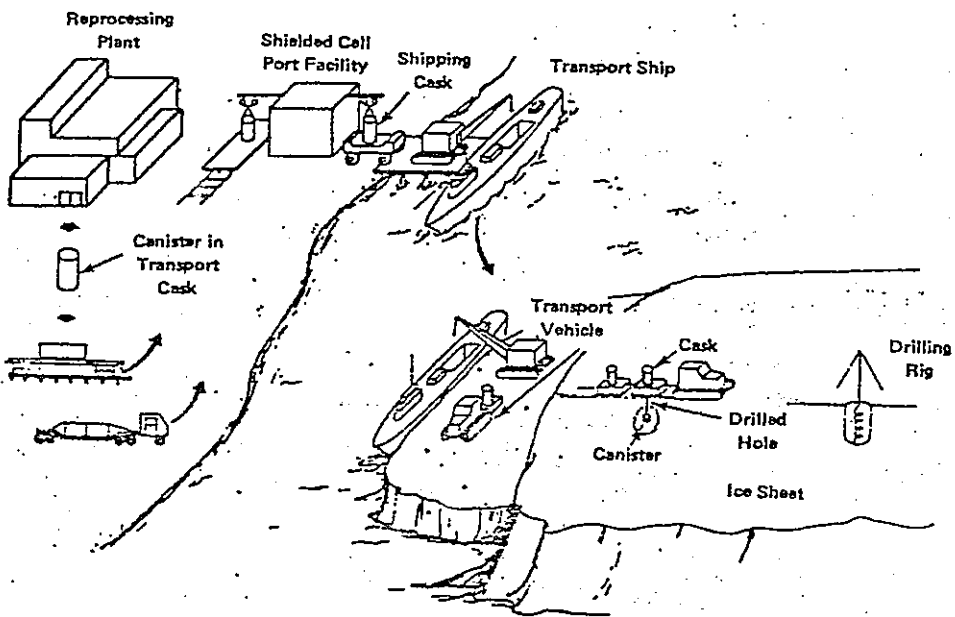 Reprocessing
Plant
Shielded Cell
Port Facility
Shipping
Cask
Transport Ship
Canister in
Transport
Cask
Transport
Vehicle
Cask
Drilling
Rig
Drilled
Hole
Canister
Ice Sheet